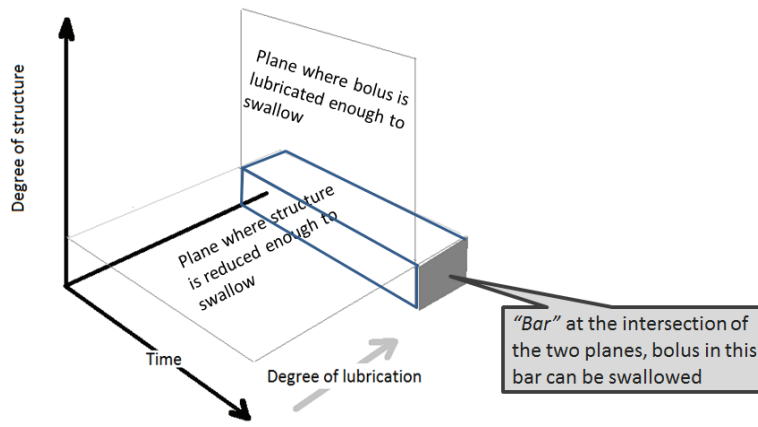 Degree of structure
Plane where bolus is
lubricated enough to
swallow
Plane where structure
is reduced enough to
swallow
Time
Degree of lubrication
“Bar” at the intersection of
the two planes, bolus in this
bar can be swallowed